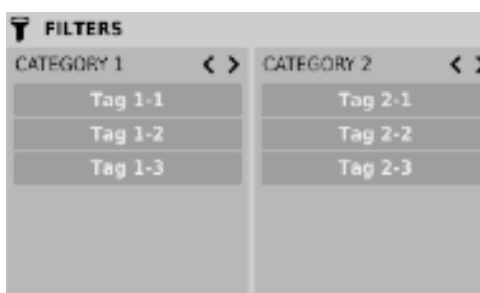 FILTERS
CATEGORY 1 < >
Tag 1-1
Tag 1-2
Tag 1-3
CATEGORY 2 < >
Tag 2-1
Tag 2-2
Tag 2-3